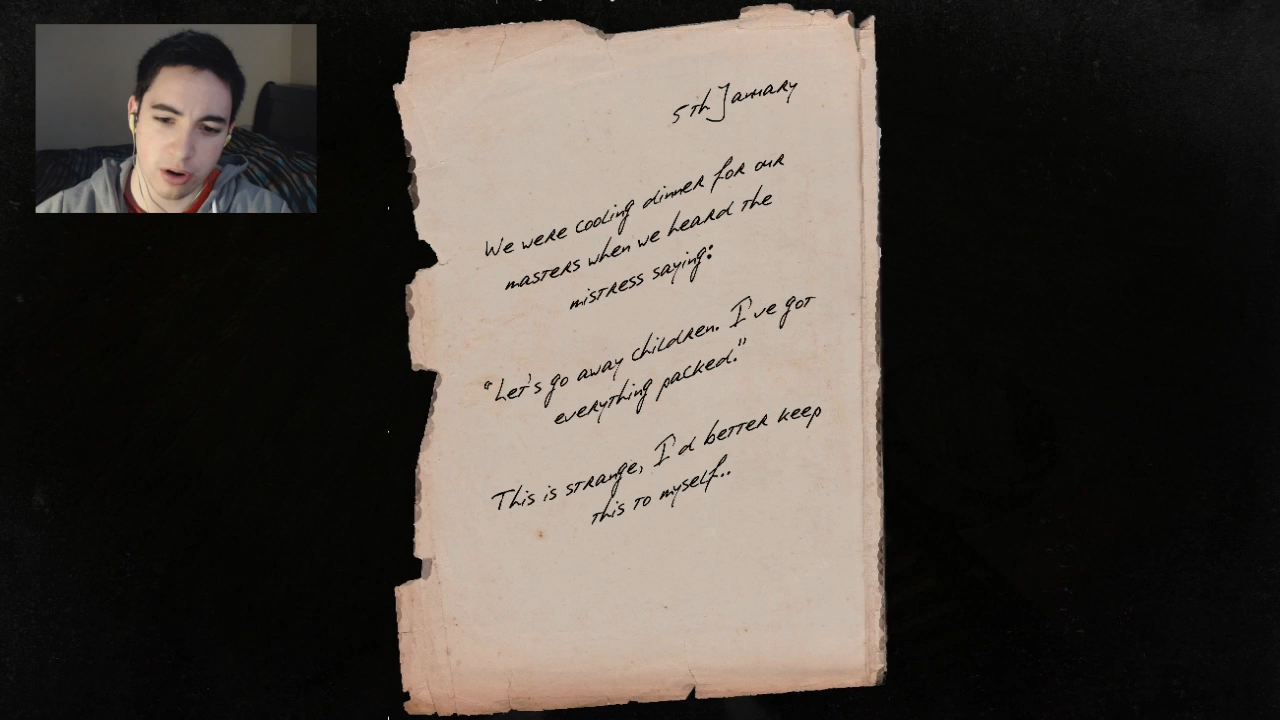 5th January
We were cooding dinner for our
masters when we heard the
mistress saying:
"Let's go away children. I've got
everything packed."
This is strange, I'd better keep
this to myself..